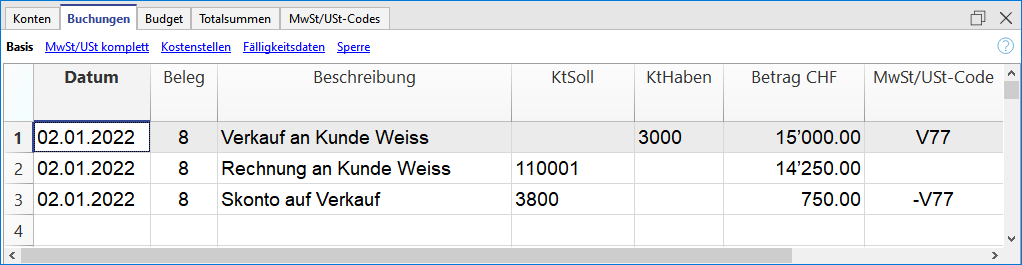 Konten Buchungen Budget Totalsummen MwSt/USt-Codes
Basis MwSt/USt komplett Kostenstellen Fälligkeitsdaten Sperre ?
Datum Beleg Beschreibung KtSoll KtHaben Betrag CHF MwSt/USt-Code
1 02.01.2022 8 Verkauf an Kunde Weiss 3000 15’000.00 V77
2 02.01.2022 8 Rechnung an Kunde Weiss 110001 14’250.00
3 02.01.2022 8 Skonto auf Verkauf 3800 750.00 -V77
4